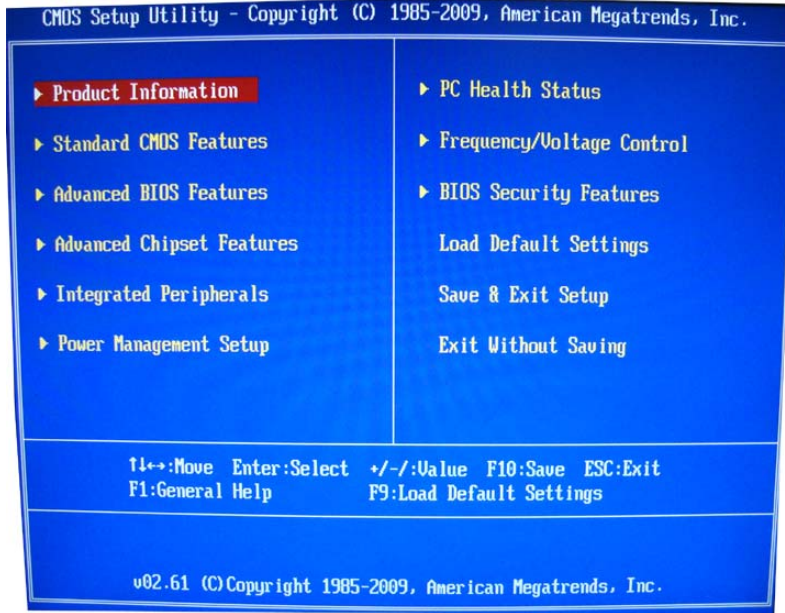 CMOS Setup Utility - Copyright (C) 1985-2009, American Megatrends, Inc.
▶ Product Information
▶ Standard CMOS Features
▶ Advanced BIOS Features
▶ Advanced Chipset Features
▶ Integrated Peripherals
▶ Power Management Setup
▶ PC Health Status
▶ Frequency/Voltage Control
▶ BIOS Security Features
Load Default Settings
Save & Exit Setup
Exit Without Saving
↑↓←→:Move Enter:Select +/-/:Value F10:Save ESC:Exit
F1:General Help F9:Load Default Settings
v02.61 (C)Copyright 1985-2009, American Megatrends, Inc.